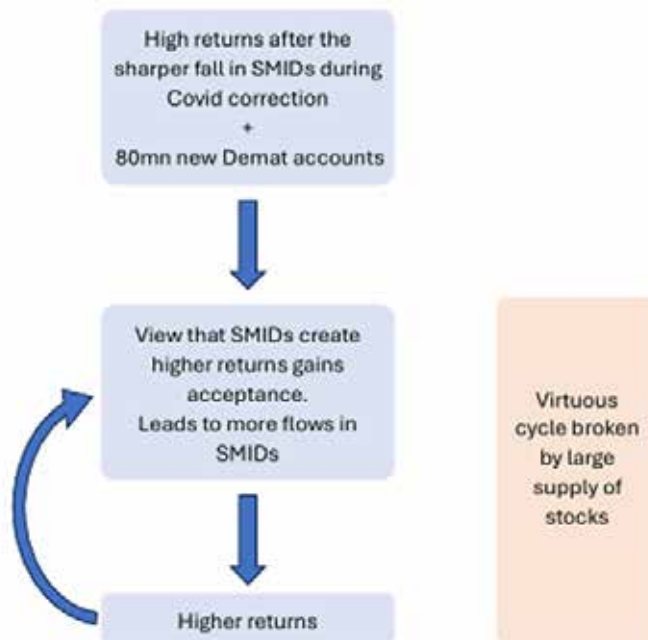 High returns after the
sharper fall in SMIDs during
Covid correction
+
80mn new Demat accounts
View that SMIDs create
higher returns gains
acceptance.
Leads to more flows in
SMIDs
Higher returns
Virtuous
cycle broken
by large
supply of
stocks